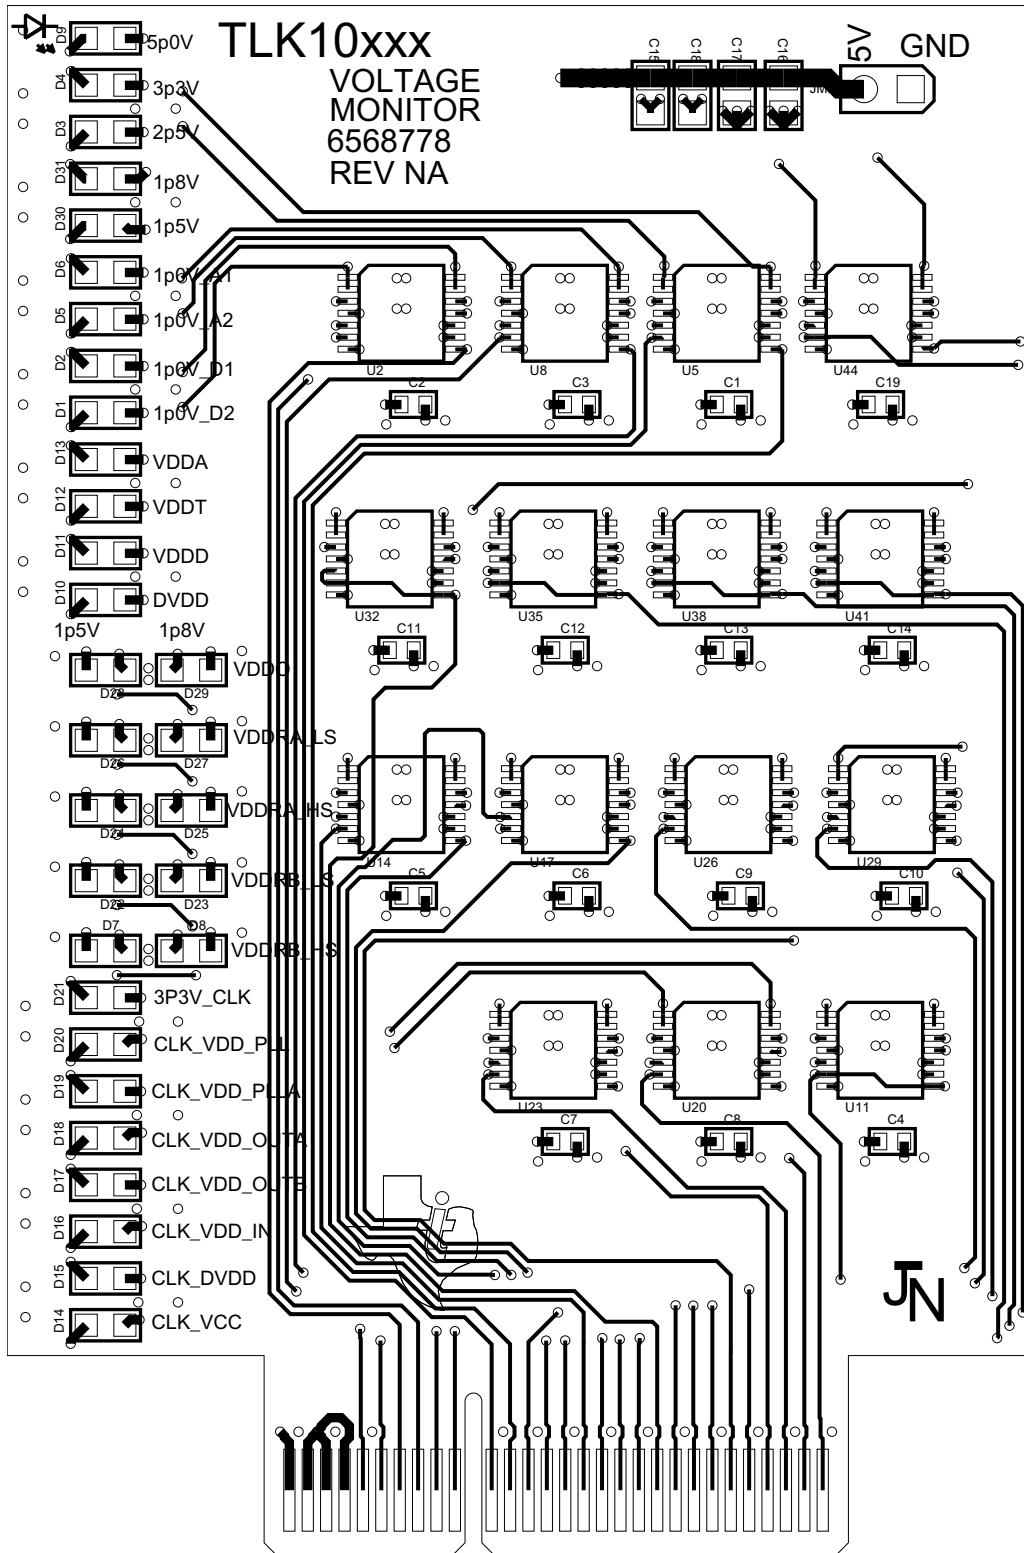 TLK10xxx
VOLTAGE
MONITOR
6568778
REV NA
C15
C18
C17
C16
5V
GND
D9
5p0V
D4
3p3V
D3
2p5V
D31
1p8V
D30
1p5V
D6
1p0V_A1
D5
1p0V_A2
D2
1p0V_D1
D1
1p0V_D2
D13
VDDA
D12
VDDT
D11
VDDD
D10
DVDD
1p5V
1p8V
D28
D29
VDDO
D26
D27
VDDRA_LS
D24
D25
VDDRA_HS
D22
D23
VDDRB_LS
D7
D8
VDDRB_HS
D21
3P3V_CLK
D20
CLK_VDD_PLL
D19
CLK_VDD_PLLA
D18
CLK_VDD_OUTA
D17
CLK_VDD_OUTB
D16
CLK_VDD_IN
D15
CLK_DVDD
D14
CLK_VCC
U2
U8
U5
U44
C2
C3
C1
C19
U32
U35
U38
U41
C11
C12
C13
C14
U14
U17
U26
U29
C5
C6
C9
C10
U23
U20
U11
C7
C8
C4
JN